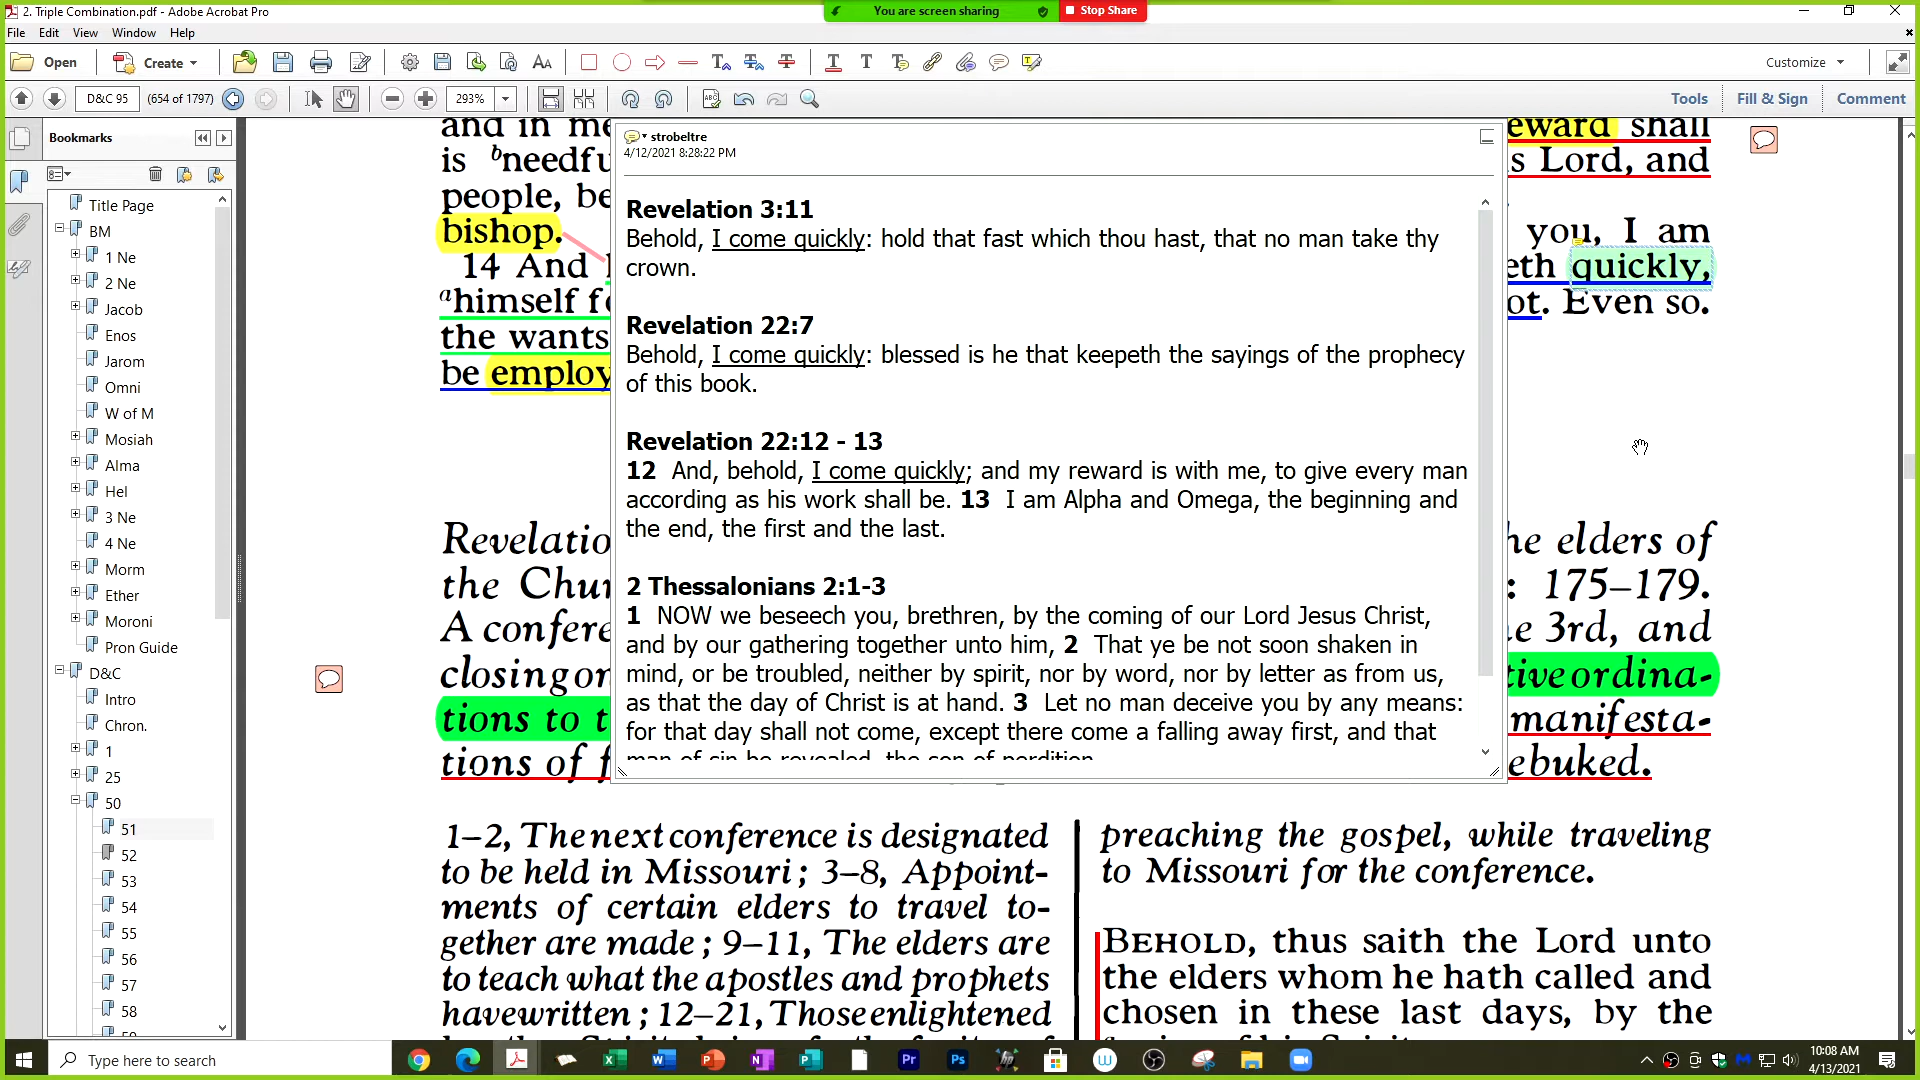 2. Triple Combination.pdf - Adobe Acrobat Pro
You are screen sharing
Stop Share
File Edit View Window Help
Open Create Customize
D&C 95 (654 of 1797) 293% Tools Fill & Sign Comment
Bookmarks
Title Page
BM
1 Ne
2 Ne
Jacob
Enos
Jarom
Omni
W of M
Mosiah
Alma
Hel
3 Ne
4 Ne
Morm
Ether
Moroni
Pron Guide
D&C
Intro
Chron.
1
25
50
51
52
53
54
55
56
57
58
and in me
is bneedfu
people, be
bishop.
14 And
ahimself fo
the wants
be employ
strobeltre
4/12/2021 8:28:22 PM
Revelation 3:11
Behold, I come quickly: hold that fast which thou hast, that no man take thy
crown.
Revelation 22:7
Behold, I come quickly: blessed is he that keepeth the sayings of the prophecy
of this book.
Revelation 22:12 - 13
12 And, behold, I come quickly; and my reward is with me, to give every man
according as his work shall be. 13 I am Alpha and Omega, the beginning and
the end, the first and the last.
2 Thessalonians 2:1-3
1 NOW we beseech you, brethren, by the coming of our Lord Jesus Christ,
and by our gathering together unto him, 2 That ye be not soon shaken in
mind, or be troubled, neither by spirit, nor by word, nor by letter as from us,
as that the day of Christ is at hand. 3 Let no man deceive you by any means:
for that day shall not come, except there come a falling away first, and that
man of sin be revealed, the son of perdition
eward shall
s Lord, and
you, I am
eth quickly,
ot. Even so.
Revelatio
the Chur
A confere
closing on
tions to t
tions of f
he elders of
: 175–179.
e 3rd, and
tive ordina-
manifesta-
ebuked.
1–2, The next conference is designated
to be held in Missouri; 3–8, Appoint-
ments of certain elders to travel to-
gether are made; 9–11, The elders are
to teach what the apostles and prophets
have written; 12–21, Those enlightened
preaching the gospel, while traveling
to Missouri for the conference.
BEHOLD, thus saith the Lord unto
the elders whom he hath called and
chosen in these last days, by the
Type here to search
10:08 AM
4/13/2021